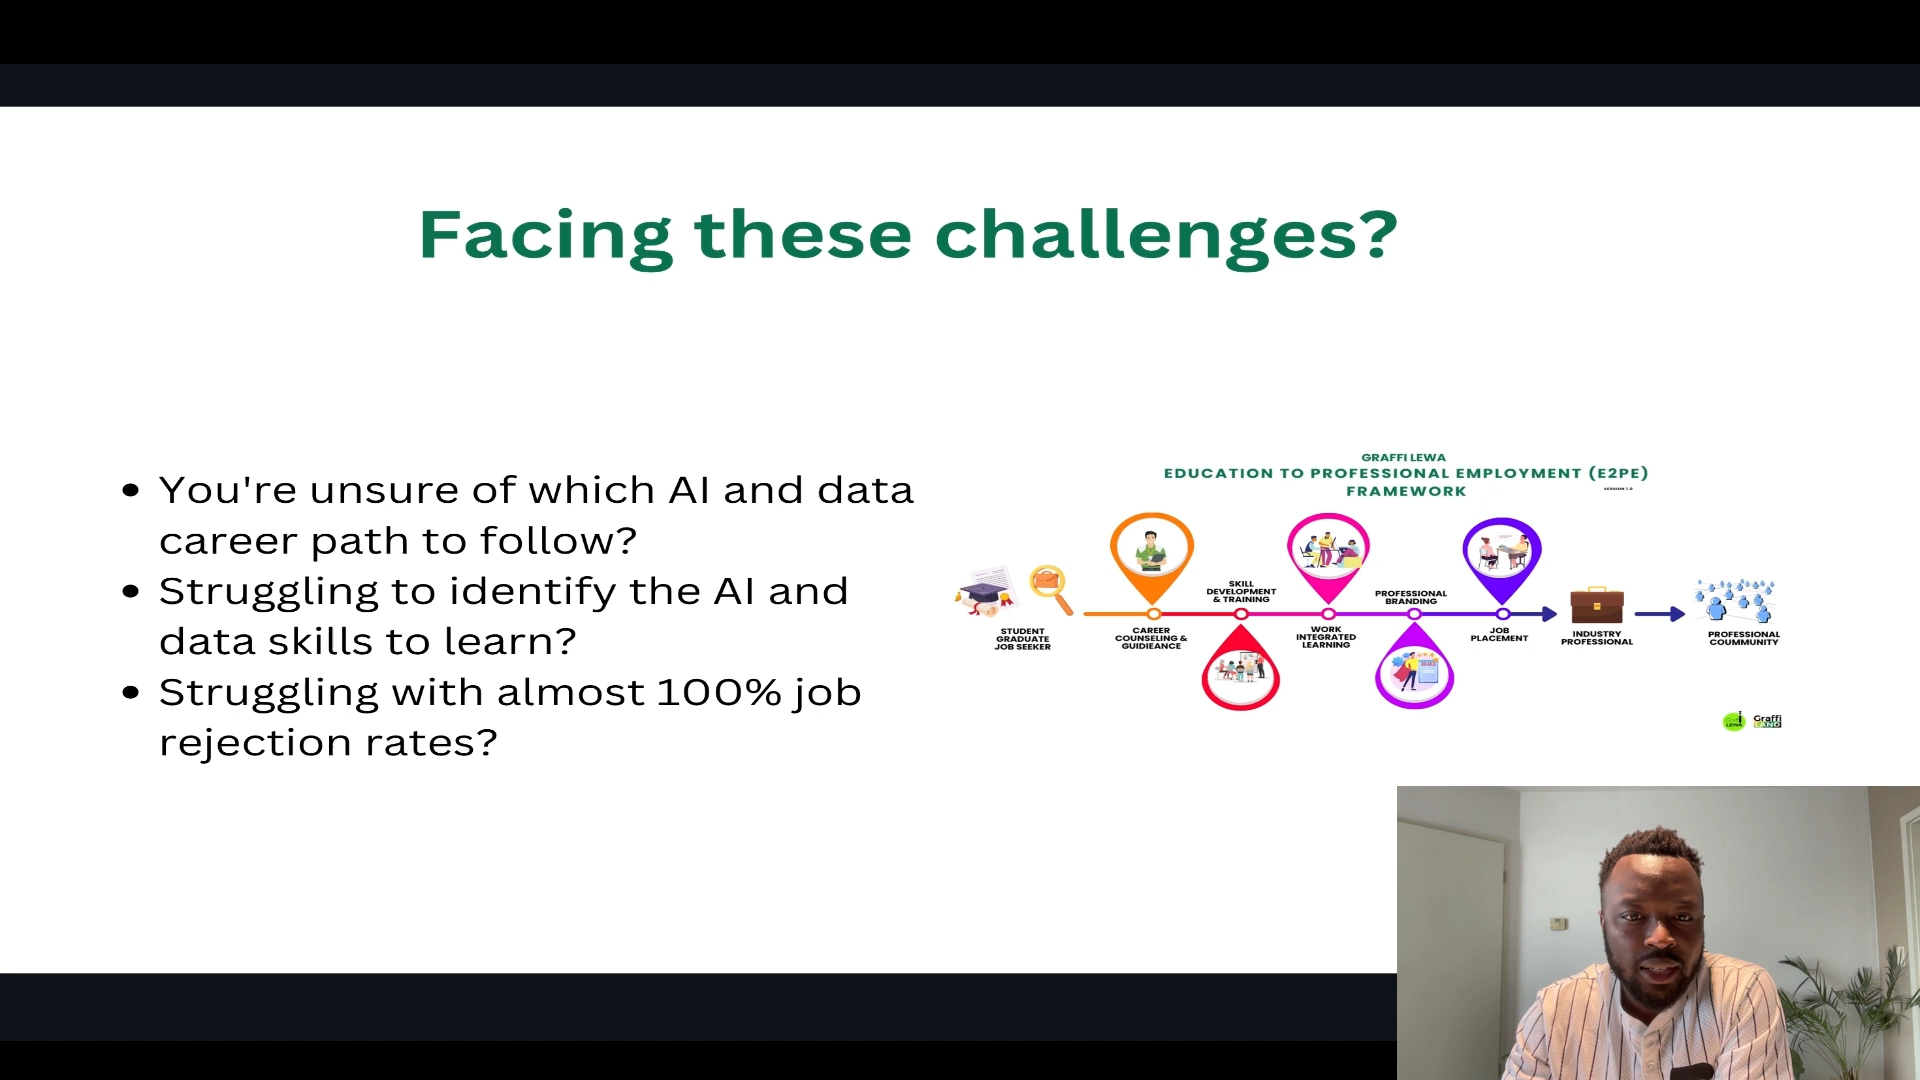 Facing these challenges?
You're unsure of which AI and data
career path to follow?
Struggling to identify the AI and
data skills to learn?
Struggling with almost 100% job
rejection rates?
GRAFFI LEWA
EDUCATION TO PROFESSIONAL EMPLOYMENT (E2PE)
FRAMEWORK
VERSION 1.0
STUDENT
GRADUATE
JOB SEEKER
CAREER
COUNSELING &
GUIDIEANCE
SKILL
DEVELOPMENT
& TRAINING
WORK
INTEGRATED
LEARNING
PROFESSIONAL
BRANDING
BRAND
JOB
PLACEMENT
INDUSTRY
PROFESSIONAL
PROFESSIONAL
COUMMUNITY
LEWA
Graffi
LAND